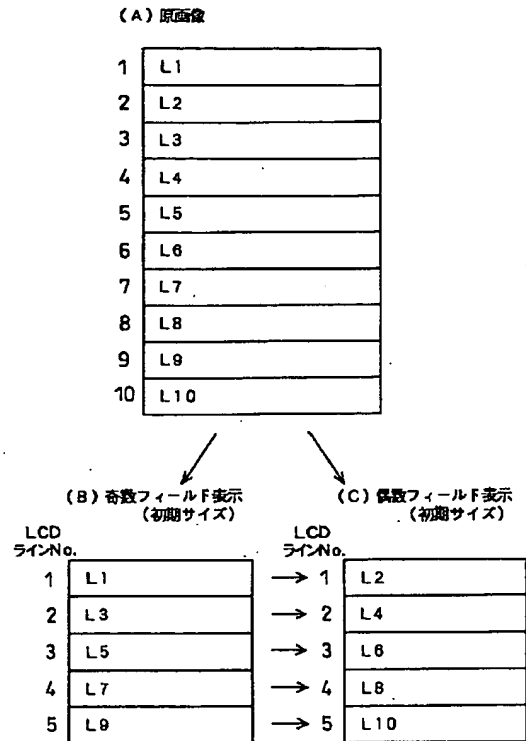 (A) 原画像
1 L1
2 L2
3 L3
4 L4
5 L5
6 L6
7 L7
8 L8
9 L9
10 L10
(B) 奇数フィールド表示
(初期サイズ)
LCD
ラインNo.
1 L1
2 L3
3 L5
4 L7
5 L9
(C) 偶数フィールド表示
(初期サイズ)
LCD
ラインNo.
→ 1 L2
→ 2 L4
→ 3 L6
→ 4 L8
→ 5 L10